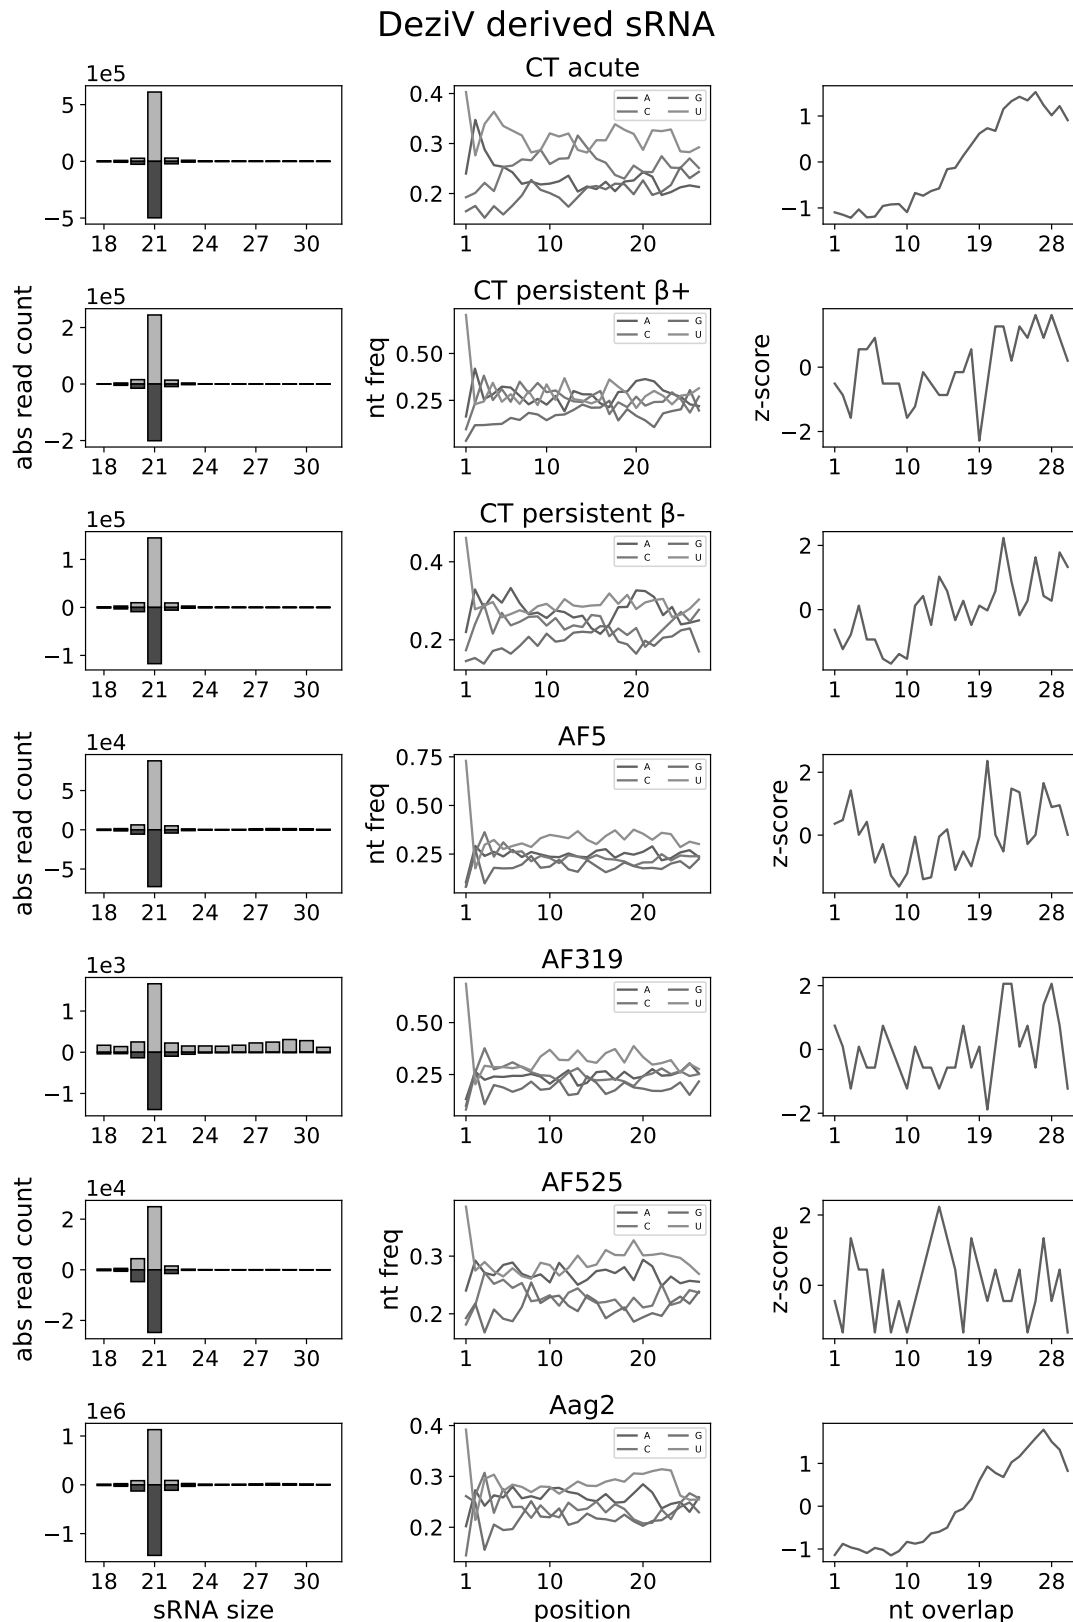 DeziV derived sRNA
CT acute
1e5
5
0
−5
18 21 24 27 30
0.4
0.3
0.2
A G
C U
1 10 20
1
0
−1
1 10 19 28
CT persistent β+
1e5
abs read count
2
0
−2
18 21 24 27 30
nt freq
0.50
0.25
A G
C U
1 10 20
z-score
0
−2
1 10 19 28
CT persistent β-
1e5
1
0
−1
18 21 24 27 30
0.4
0.2
A G
C U
1 10 20
2
0
1 10 19 28
AF5
1e4
abs read count
5
0
−5
18 21 24 27 30
nt freq
0.75
0.50
0.25
A G
C U
1 10 20
z-score
2
0
1 10 19 28
AF319
1e3
1
0
−1
18 21 24 27 30
0.50
0.25
A G
C U
1 10 20
2
0
−2
1 10 19 28
AF525
1e4
abs read count
2
0
−2
18 21 24 27 30
nt freq
0.3
0.2
A G
C U
1 10 20
z-score
2
0
1 10 19 28
Aag2
1e6
1
0
−1
18 21 24 27 30
sRNA size
0.4
0.3
0.2
A G
C U
1 10 20
position
1
0
−1
1 10 19 28
nt overlap